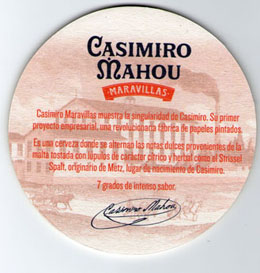 CASIMIRO
MAHOU
MARAVILLAS
Casimiro Maravillas muestra la singularidad de Casimiro. Su primer
proyecto empresarial, una revolucionaria fábrica de papeles pintados.
Es una cerveza donde se alternan las notas dulces provenientes de la
malta tostada con lúpulos de carácter cítrico y herbal como el Strissel
Spalt, originario de Metz, lugar de nacimiento de Casimiro.
7 grados de intenso sabor.
Casimiro Mahou